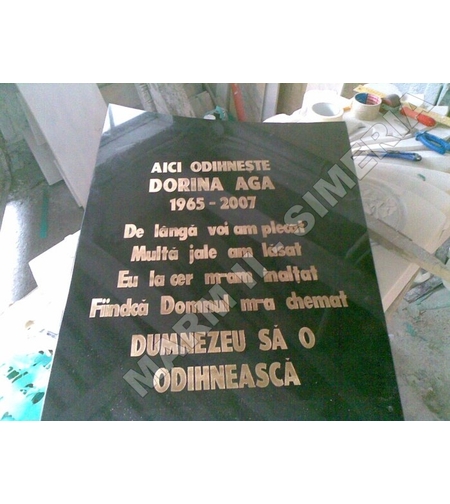 AICI ODIHNEȘTE
DORINA AGA
1965 - 2007
De lângă voi am plecat
Multă jale am lăsat
Eu la cer m-am înălțat
Fiindcă Domnul m-a chemat
DUMNEZEU SĂ O
ODIHNEASCĂ